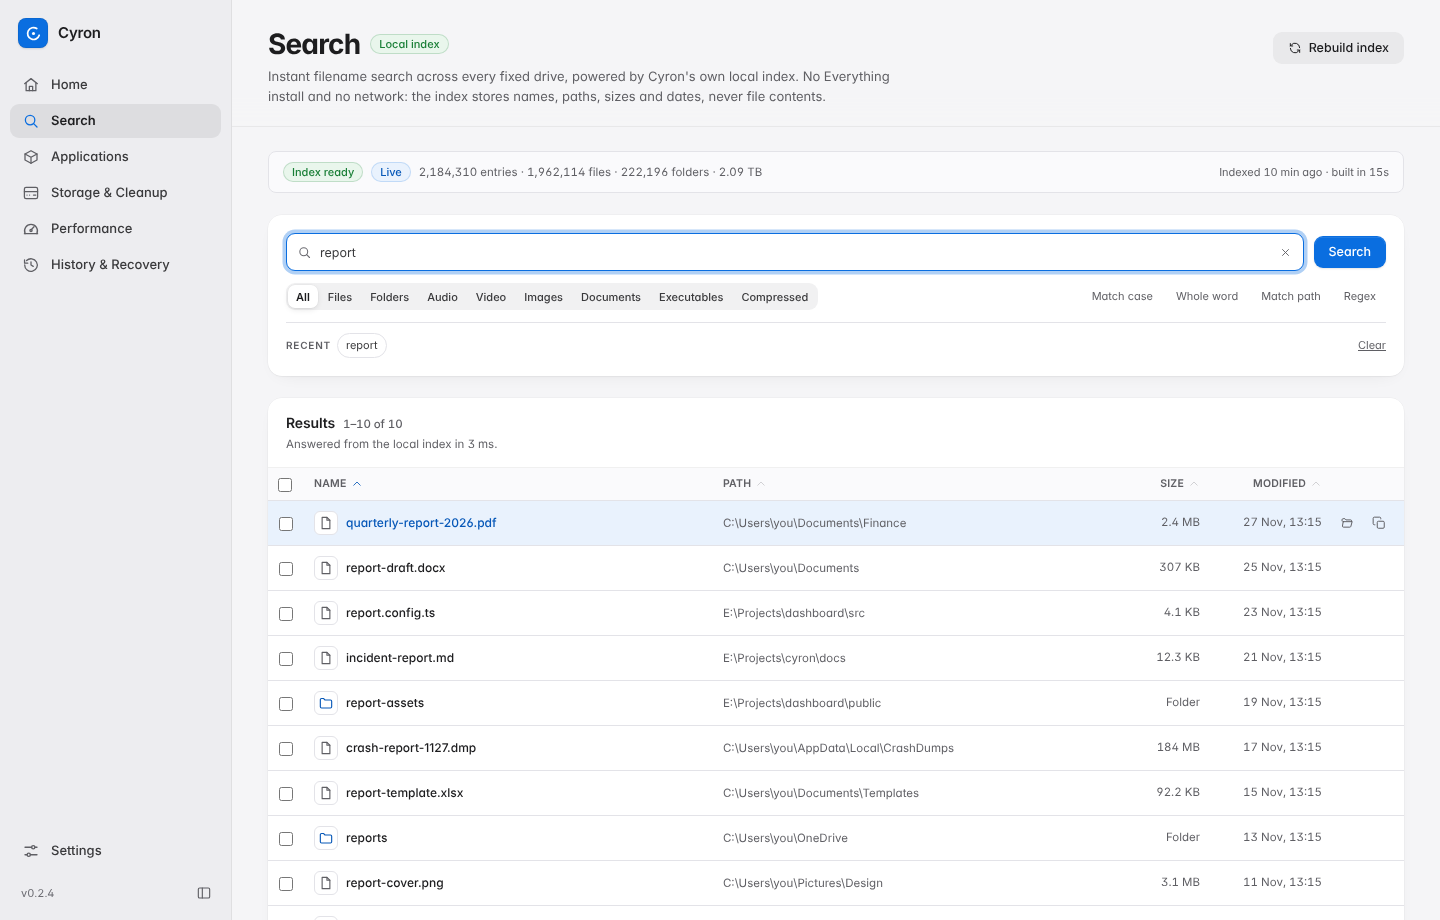 Cyron
Home
Search
Applications
Storage & Cleanup
Performance
History & Recovery
Settings
v0.2.4
Search Local index
Rebuild index
Instant filename search across every fixed drive, powered by Cyron's own local index. No Everything
install and no network: the index stores names, paths, sizes and dates, never file contents.
Index ready Live 2,184,310 entries · 1,962,114 files · 222,196 folders · 2.09 TB Indexed 10 min ago · built in 15s
report Search
All Files Folders Audio Video Images Documents Executables Compressed Match case Whole word Match path Regex
RECENT report Clear
Results 1–10 of 10
Answered from the local index in 3 ms.
NAME PATH SIZE MODIFIED
quarterly-report-2026.pdf C:\Users\you\Documents\Finance 2.4 MB 27 Nov, 13:15
report-draft.docx C:\Users\you\Documents 307 KB 25 Nov, 13:15
report.config.ts E:\Projects\dashboard\src 4.1 KB 23 Nov, 13:15
incident-report.md E:\Projects\cyron\docs 12.3 KB 21 Nov, 13:15
report-assets E:\Projects\dashboard\public Folder 19 Nov, 13:15
crash-report-1127.dmp C:\Users\you\AppData\Local\CrashDumps 184 MB 17 Nov, 13:15
report-template.xlsx C:\Users\you\Documents\Templates 92.2 KB 15 Nov, 13:15
reports C:\Users\you\OneDrive Folder 13 Nov, 13:15
report-cover.png C:\Users\you\Pictures\Design 3.1 MB 11 Nov, 13:15